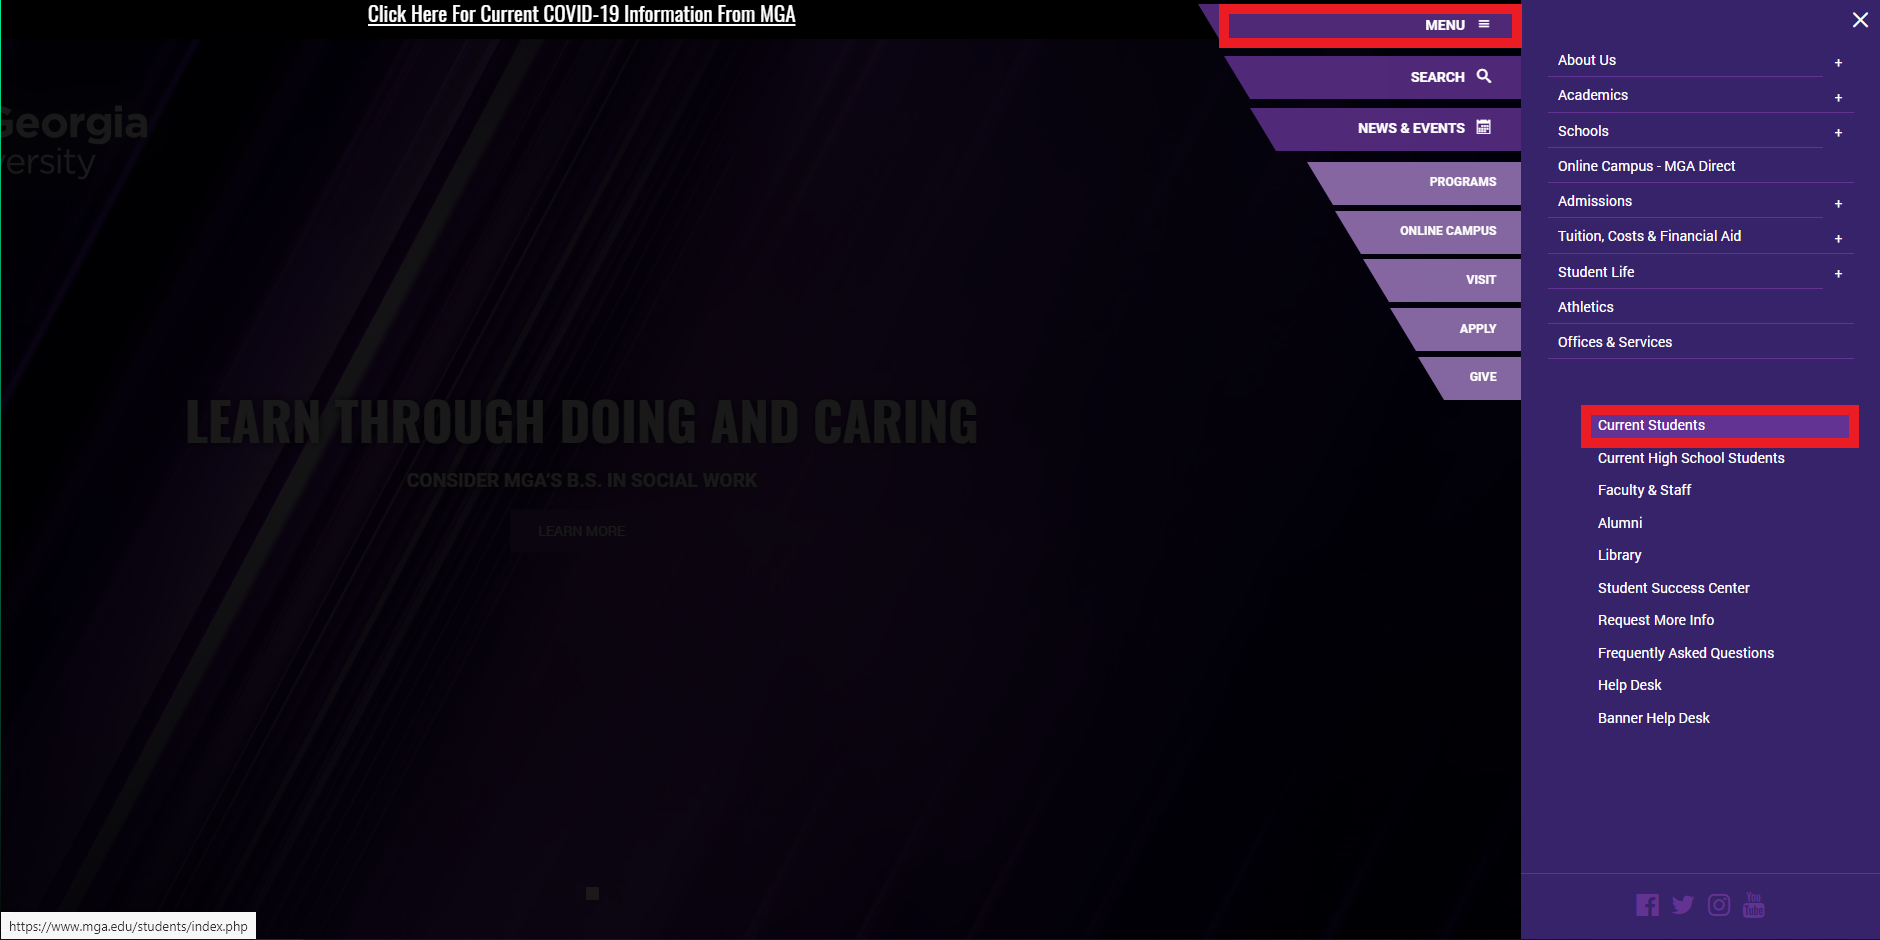 Click Here For Current COVID-19 Information From MGA
Georgia
versity
LEARN THROUGH DOING AND CARING
CONSIDER MGA'S B.S. IN SOCIAL WORK
LEARN MORE
MENU
SEARCH
NEWS & EVENTS
PROGRAMS
ONLINE CAMPUS
VISIT
APPLY
GIVE
About Us +
Academics +
Schools +
Online Campus - MGA Direct
Admissions +
Tuition, Costs & Financial Aid +
Student Life +
Athletics
Offices & Services
Current Students
Current High School Students
Faculty & Staff
Alumni
Library
Student Success Center
Request More Info
Frequently Asked Questions
Help Desk
Banner Help Desk
You
Tube
https://www.mga.edu/students/index.php